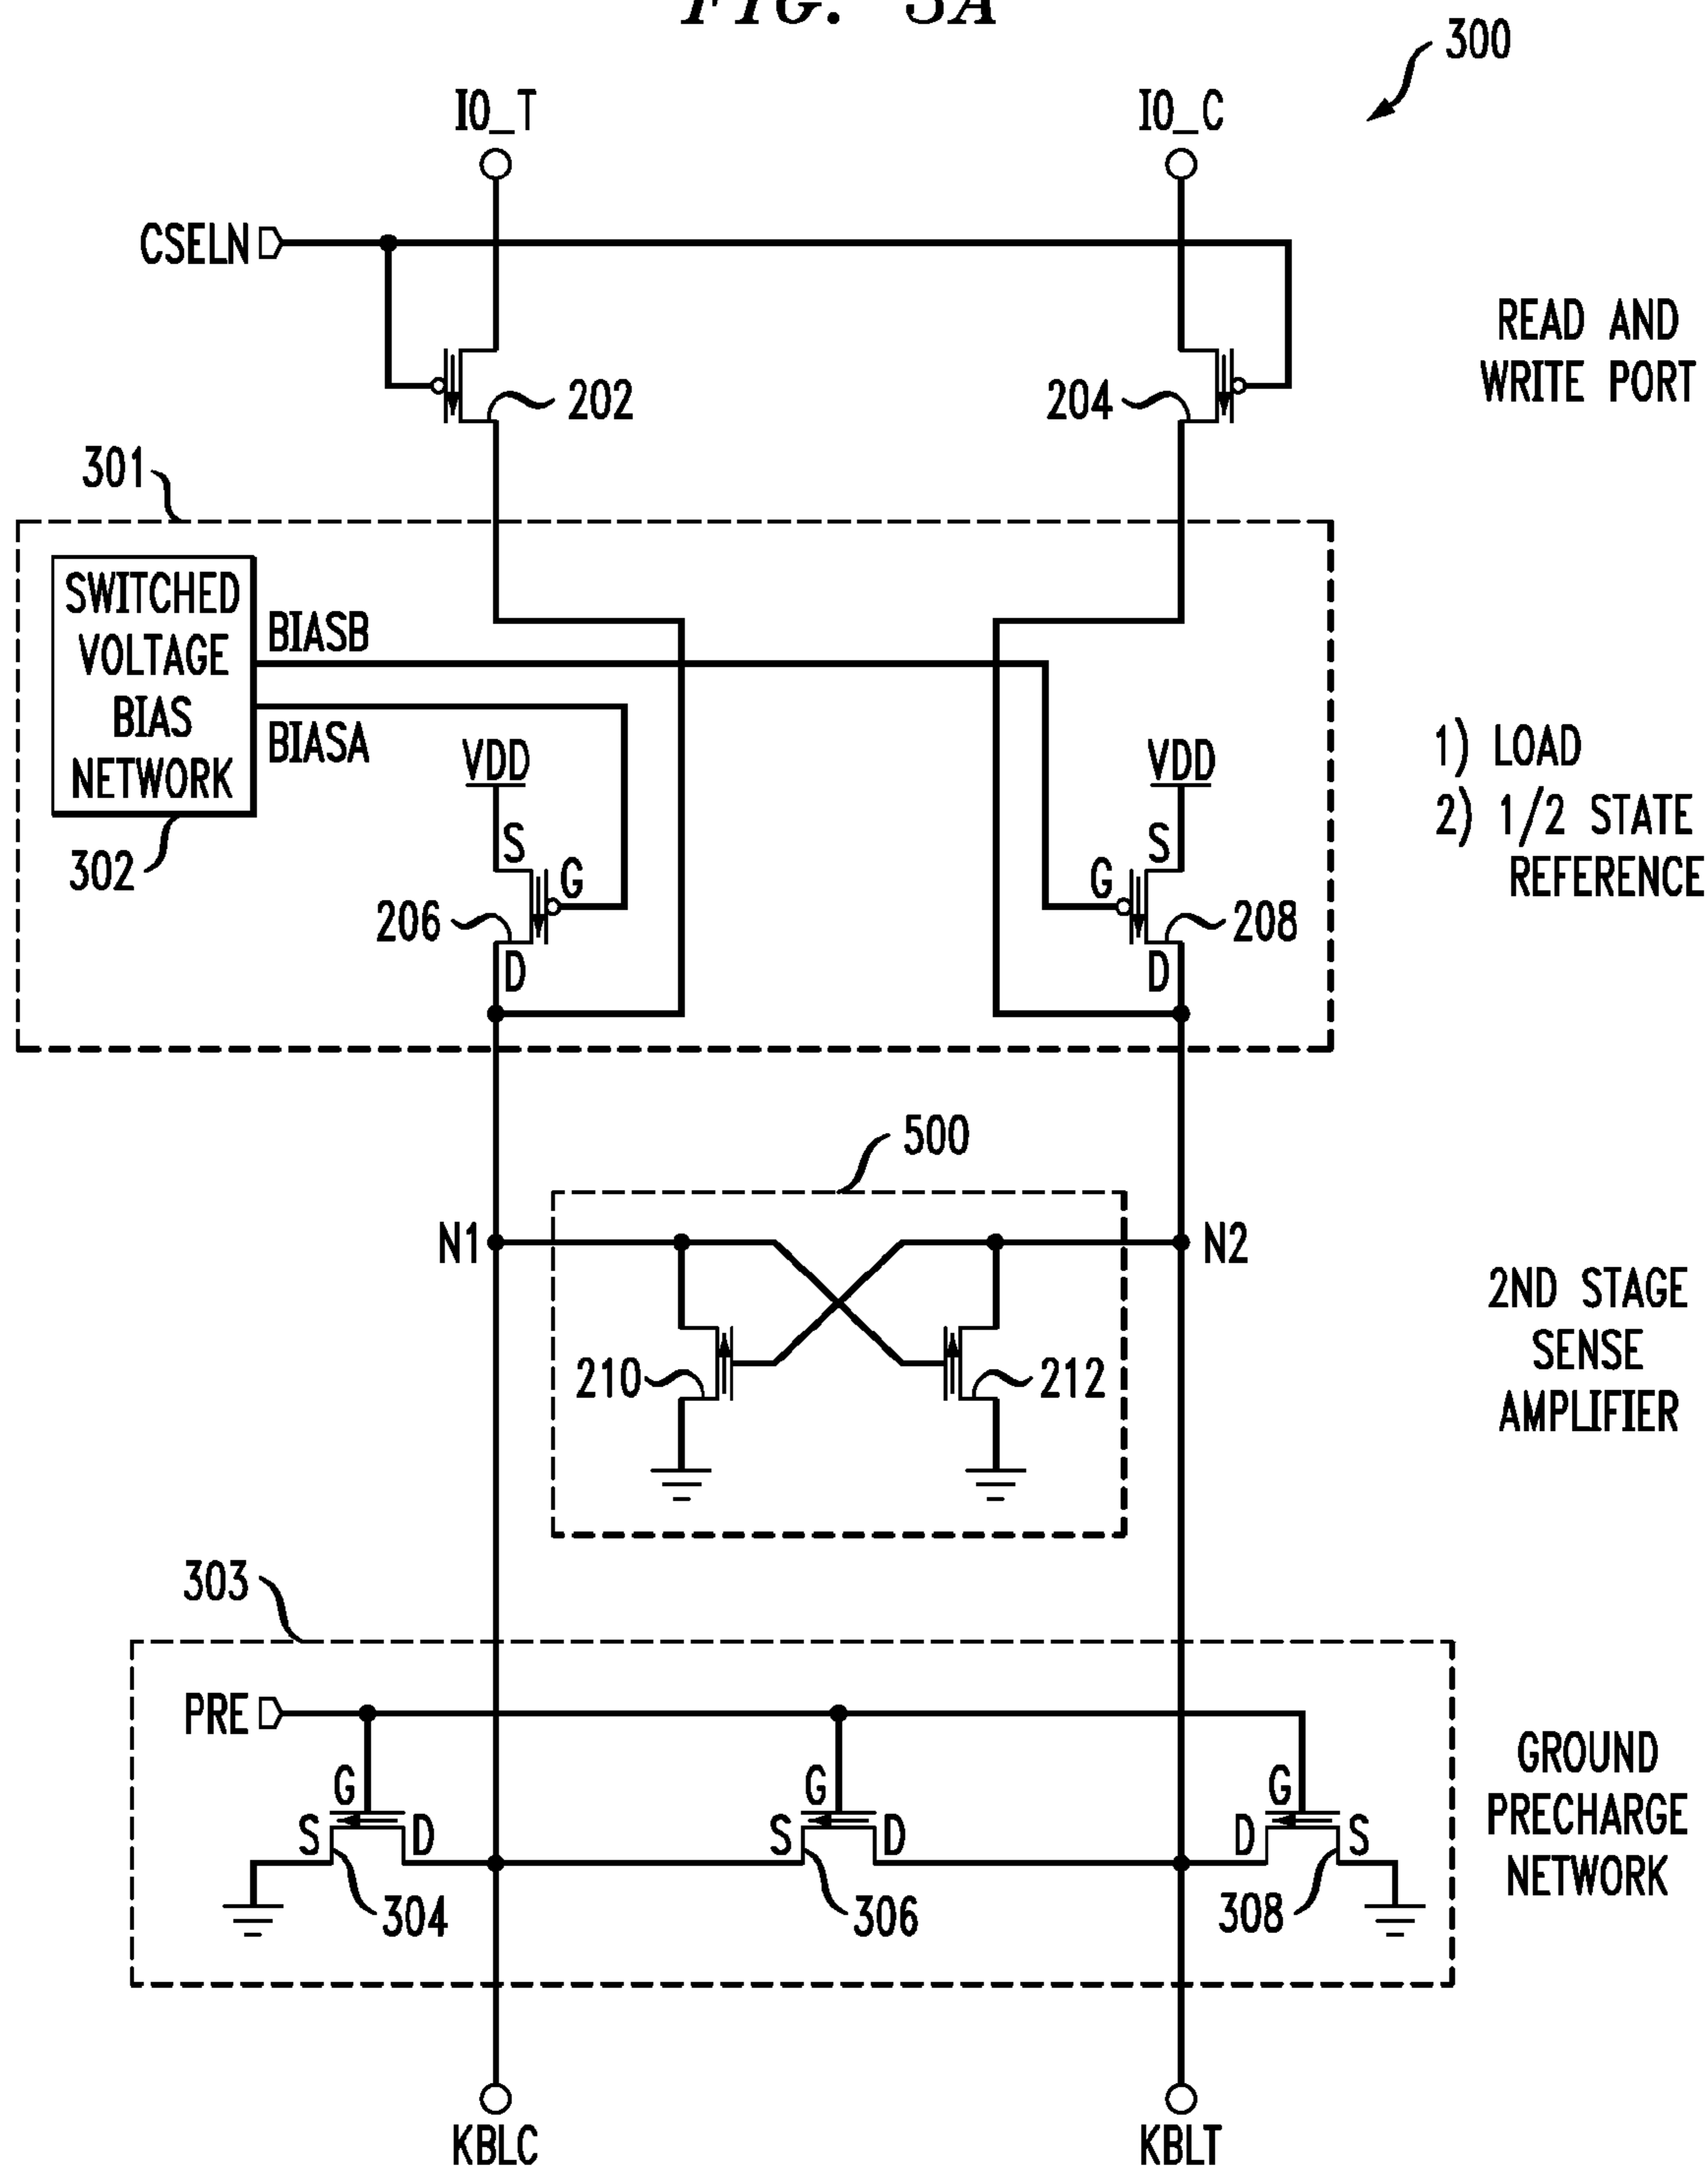 FIG. 3A
300
IO_T
IO_C
CSELN
READ AND
WRITE PORT
202
204
301
SWITCHED
VOLTAGE
BIAS
NETWORK
BIASB
BIASA
VDD
VDD
1) LOAD
2) 1/2 STATE
REFERENCE
302
S
G
206
D
S
G
208
D
500
N1
N2
2ND STAGE
SENSE
AMPLIFIER
210
212
303
PRE
GROUND
PRECHARGE
NETWORK
G
S
D
G
S
D
G
D
S
304
306
308
KBLC
KBLT